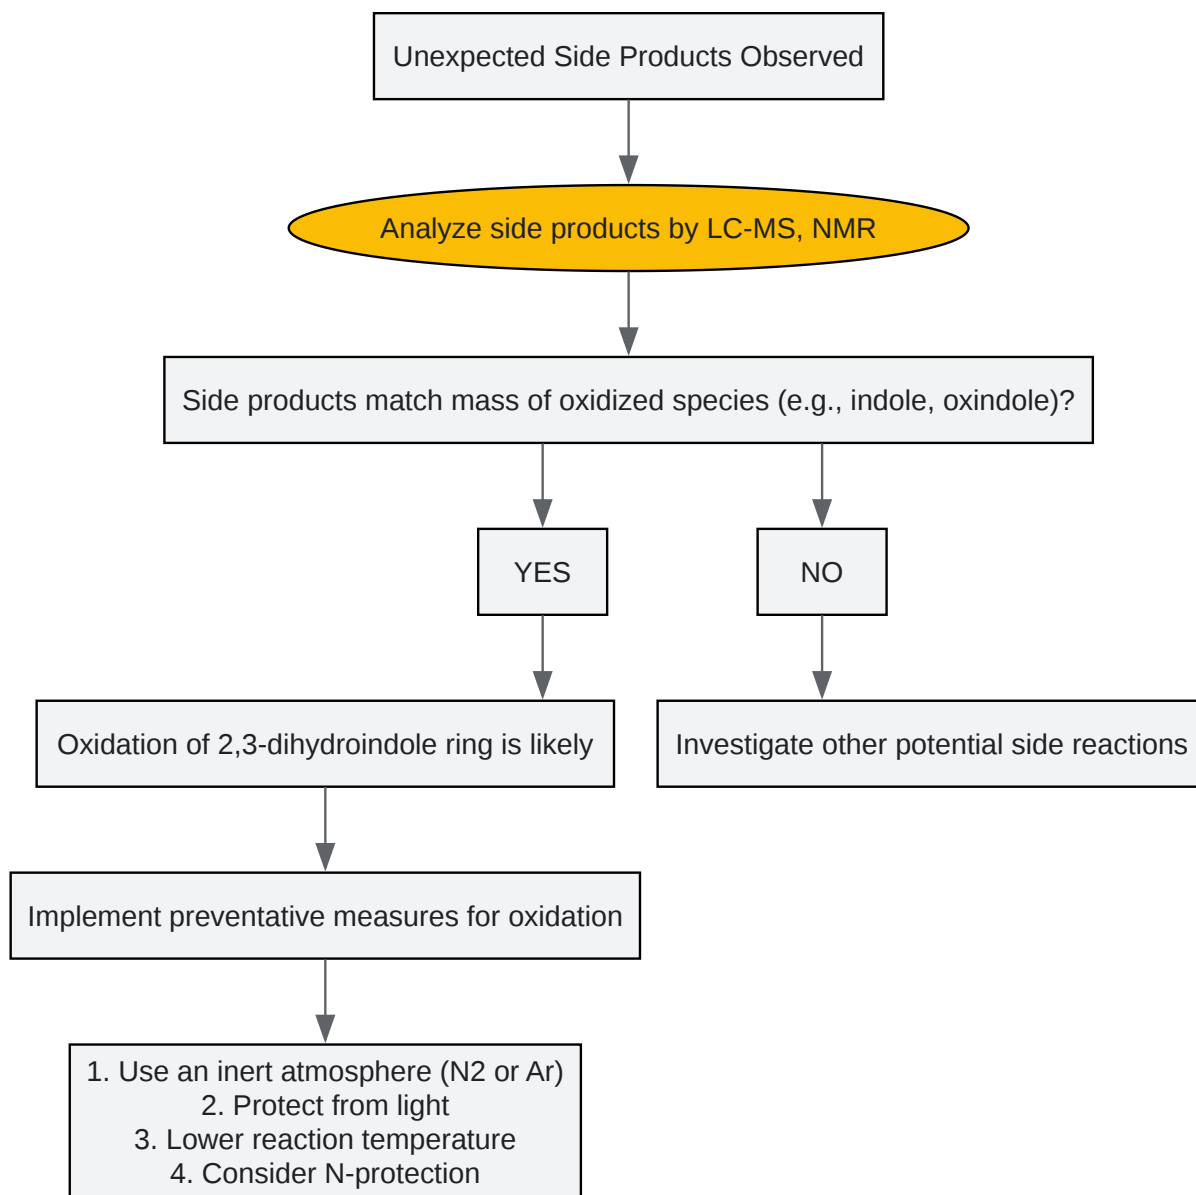 Unexpected Side Products Observed
Analyze side products by LC-MS, NMR
Side products match mass of oxidized species (e.g., indole, oxindole)?
YES
NO
Oxidation of 2,3-dihydroindole ring is likely
Investigate other potential side reactions
Implement preventative measures for oxidation
1. Use an inert atmosphere (N2 or Ar)
2. Protect from light
3. Lower reaction temperature
4. Consider N-protection